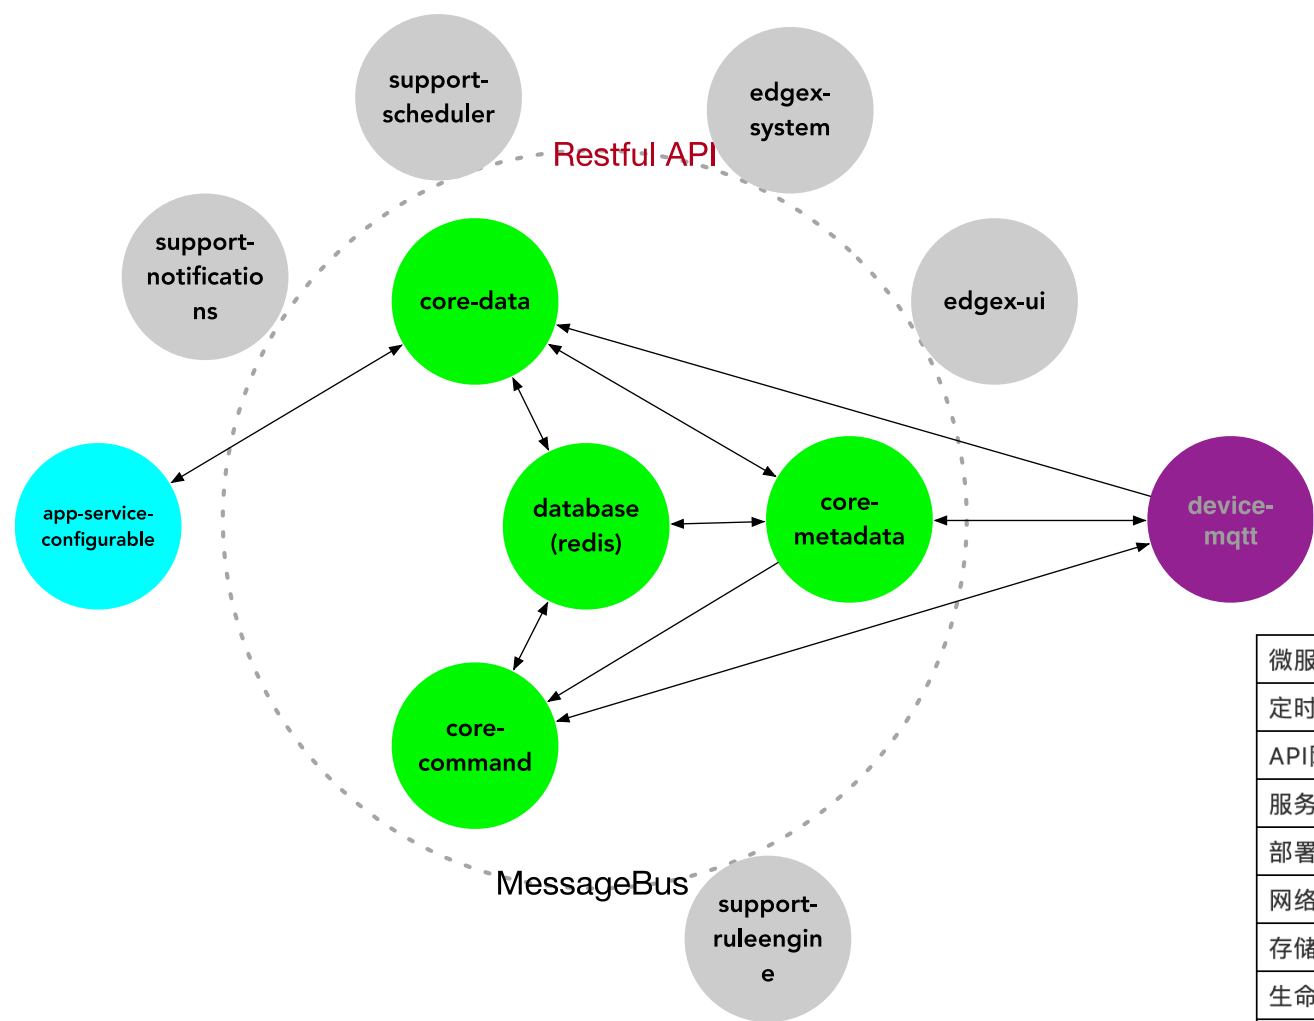 support-
scheduler
edgex-
system
Restful API
support-
notificatio
ns
core-data
edgex-ui
app-service-
configurable
database
(redis)
core-
metadata
device-
mqtt
core-
command
MessageBus
support-
ruleengin
e
微服
定时
API
服务
部署
网络
存储
生命